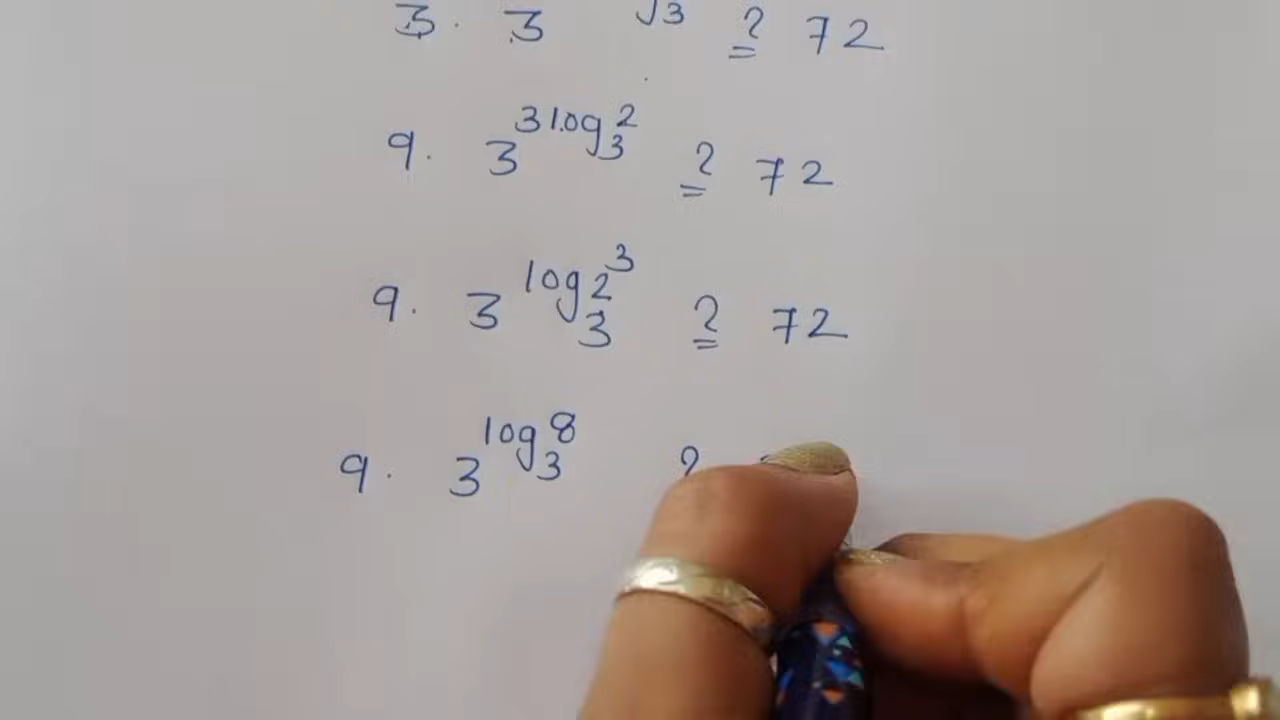 3 . 3 √3 ≟ 72
9. 3^{3 log_3 2} ≟ 72
9. 3^{log_3 2^3} ≟ 72
9. 3^{log_3 8} ?